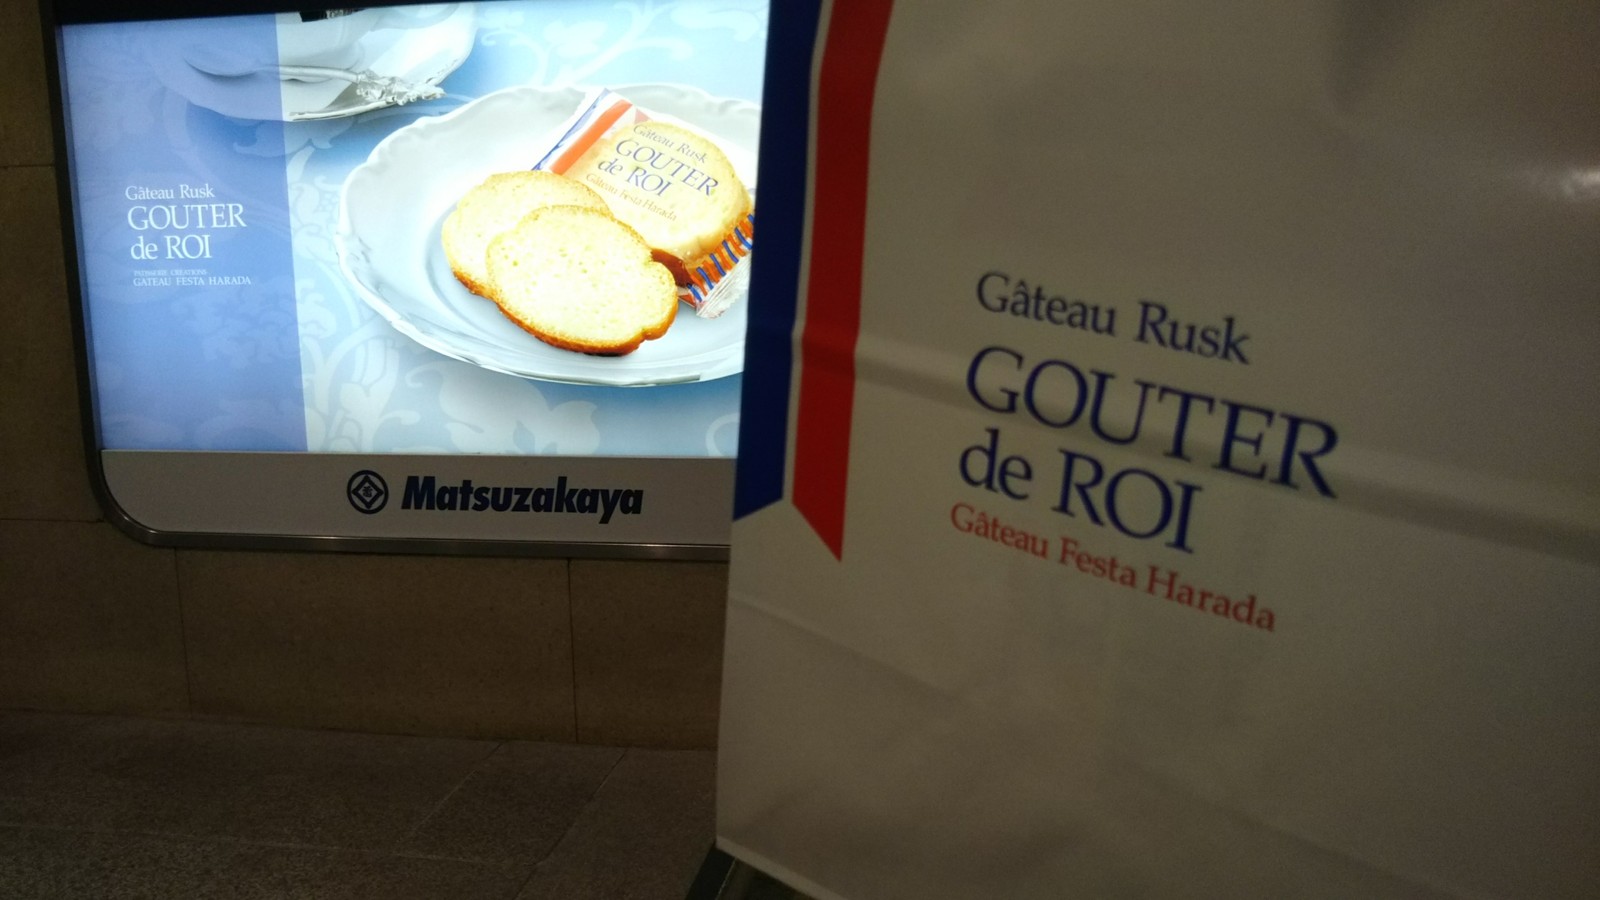 Gâteau Rusk
GOUTER
de ROI
PATISSERIE CREATIONS
GATEAU FESTA HARADA
Gâteau Rusk
GOUTER
de ROI
Gâteau Festa Harada
Matsuzakaya
Gâteau Rusk
GOUTER
de ROI
Gâteau Festa Harada